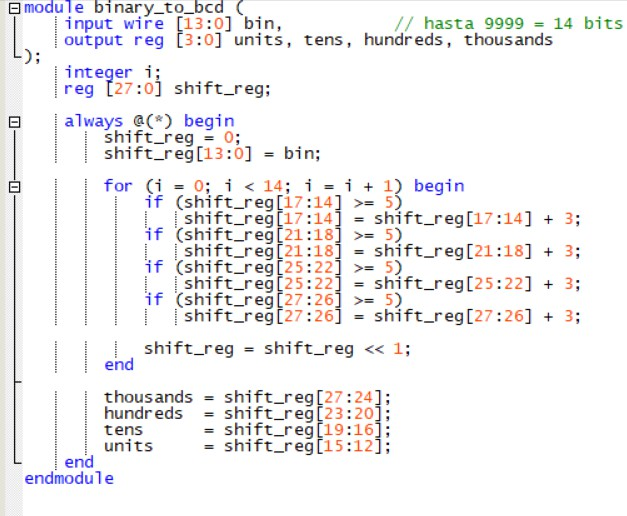 module binary_to_bcd (
input wire [13:0] bin, // hasta 9999 = 14 bits
output reg [3:0] units, tens, hundreds, thousands
);
integer i;
reg [27:0] shift_reg;
always @(*) begin
shift_reg = 0;
shift_reg[13:0] = bin;
for (i = 0; i < 14; i = i + 1) begin
if (shift_reg[17:14] >= 5)
shift_reg[17:14] = shift_reg[17:14] + 3;
if (shift_reg[21:18] >= 5)
shift_reg[21:18] = shift_reg[21:18] + 3;
if (shift_reg[25:22] >= 5)
shift_reg[25:22] = shift_reg[25:22] + 3;
if (shift_reg[27:26] >= 5)
shift_reg[27:26] = shift_reg[27:26] + 3;
shift_reg = shift_reg << 1;
end
thousands = shift_reg[27:24];
hundreds = shift_reg[23:20];
tens = shift_reg[19:16];
units = shift_reg[15:12];
end
endmodule